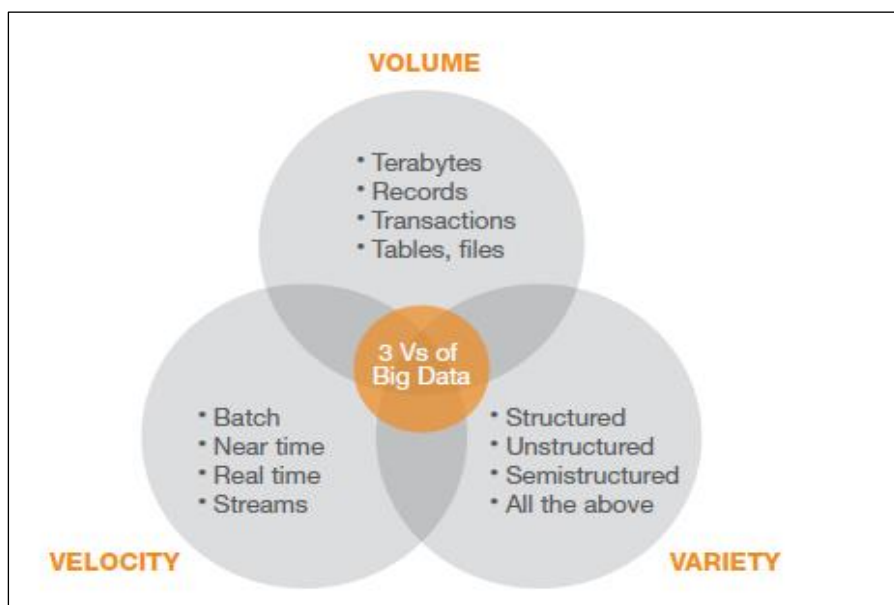 VOLUME
• Terabytes
• Records
• Transactions
• Tables, files
3 Vs of
Big Data
• Batch
• Near time
• Real time
• Streams
• Structured
• Unstructured
• Semistructured
• All the above
VELOCITY
VARIETY